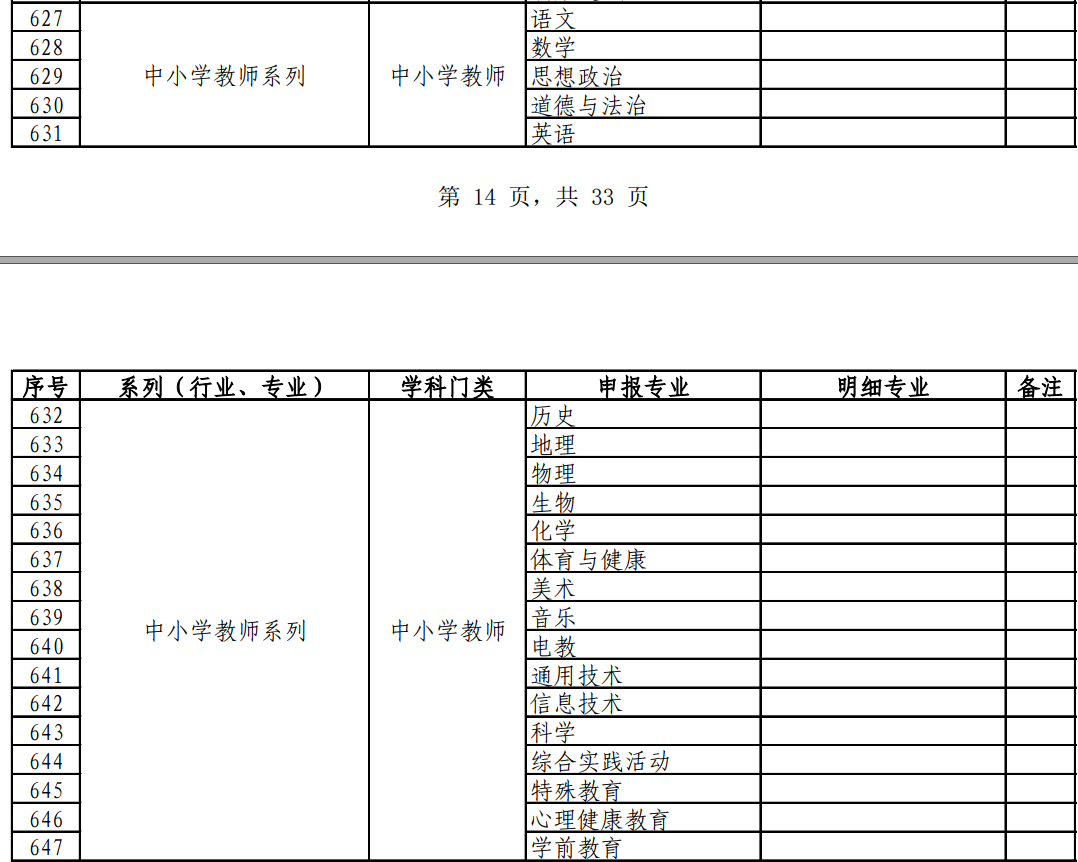 627 语文
628 数学
629 中小学教师系列 中小学教师 思想政治
630 道德与法治
631 英语
第 14 页，共 33 页
序号 系列（行业、专业） 学科门类 申报专业 明细专业 备注
632 历史
633 地理
634 物理
635 生物
636 化学
637 体育与健康
638 美术
639 中小学教师系列 中小学教师 音乐
640 电教
641 通用技术
642 信息技术
643 科学
644 综合实践活动
645 特殊教育
646 心理健康教育
647 学前教育